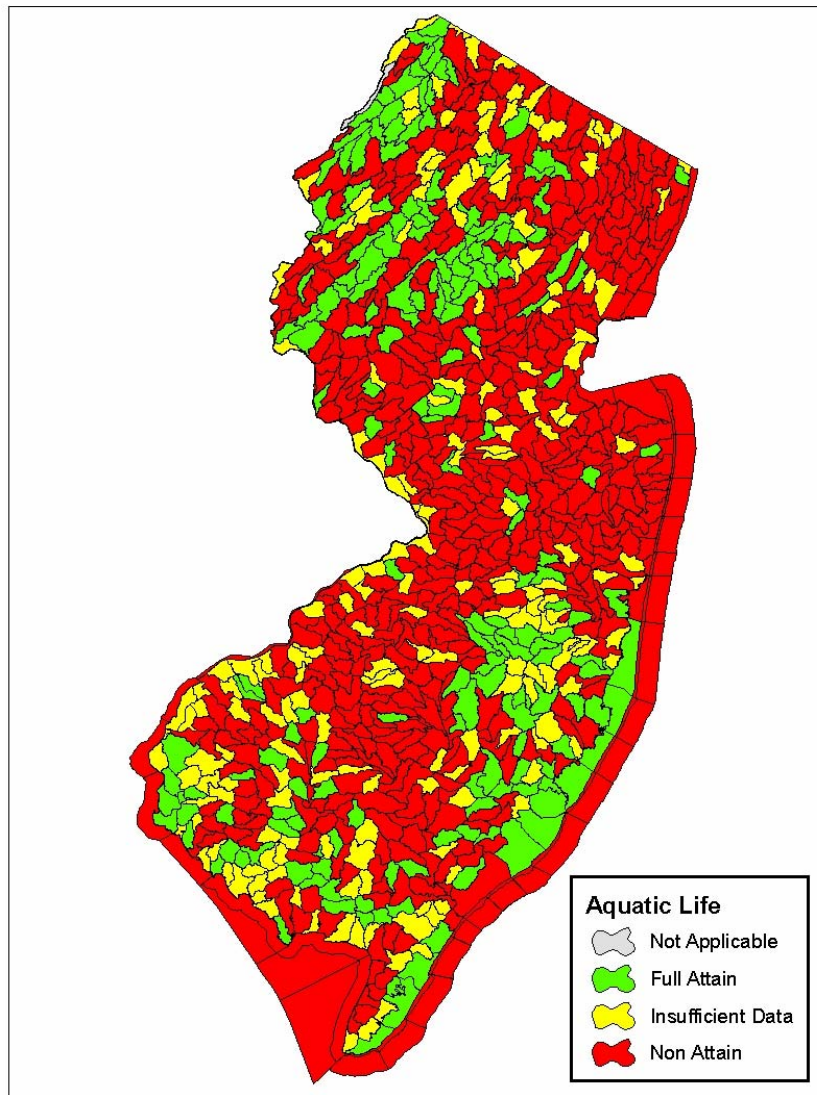 Aquatic Life
Not Applicable
Full Attain
Insufficient Data
Non Attain